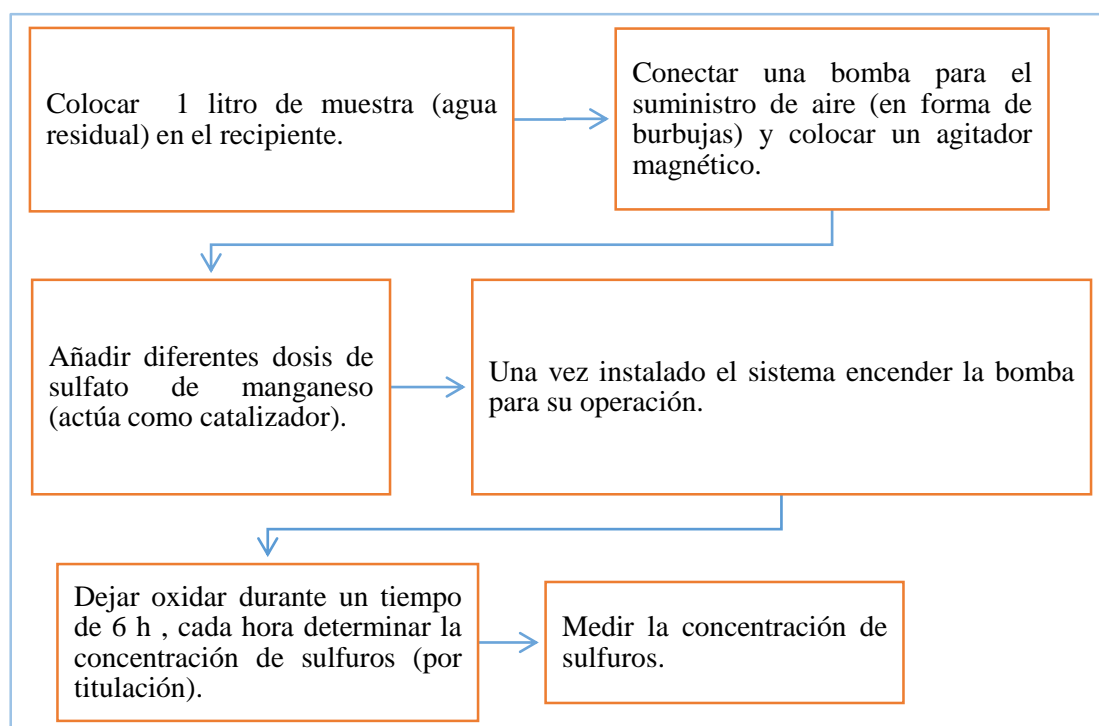 Colocar 1 litro de muestra (agua
residual) en el recipiente.
Conectar una bomba para el
suministro de aire (en forma de
burbujas) y colocar un agitador
magnético.
Añadir diferentes dosis de
sulfato de manganeso
(actúa como catalizador).
Una vez instalado el sistema encender la bomba
para su operación.
Dejar oxidar durante un tiempo
de 6 h , cada hora determinar la
concentración de sulfuros (por
titulación).
Medir la concentración de
sulfuros.